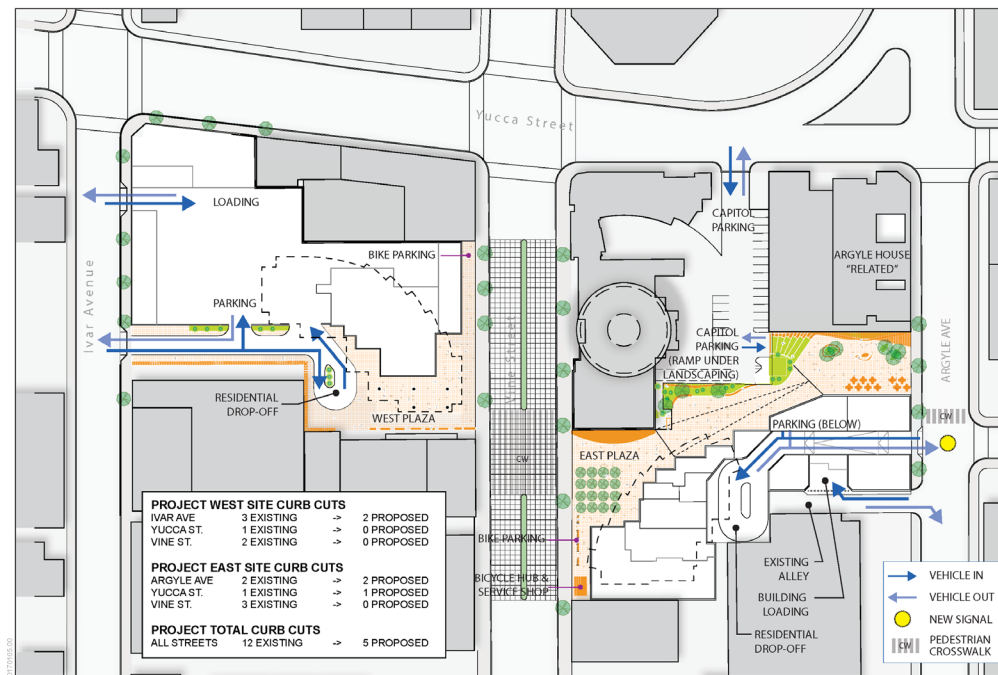 Yucca Street
LOADING
CAPITOL
PARKING
BIKE PARKING
ARGYLE HOUSE
"RELATED"
Ivar Avenue
PARKING
Vine Street
CAPITOL
PARKING
(RAMP UNDER
LANDSCAPING)
ARGYLE AVE
RESIDENTIAL
DROP-OFF
WEST PLAZA
CW
PARKING (BELOW)
EAST PLAZA
CW
PROJECT WEST SITE CURB CUTS
IVAR AVE 3 EXISTING -> 2 PROPOSED
YUCCA ST. 1 EXISTING -> 0 PROPOSED
VINE ST. 2 EXISTING -> 0 PROPOSED
PROJECT EAST SITE CURB CUTS
ARGYLE AVE 2 EXISTING -> 2 PROPOSED
YUCCA ST. 1 EXISTING -> 1 PROPOSED
VINE ST. 3 EXISTING -> 0 PROPOSED
PROJECT TOTAL CURB CUTS
ALL STREETS 12 EXISTING -> 5 PROPOSED
BIKE PARKING
BICYCLE HUB &
SERVICE SHOP
EXISTING
ALLEY
BUILDING
LOADING
RESIDENTIAL
DROP-OFF
VEHICLE IN
VEHICLE OUT
NEW SIGNAL
CW
PEDESTRIAN
CROSSWALK